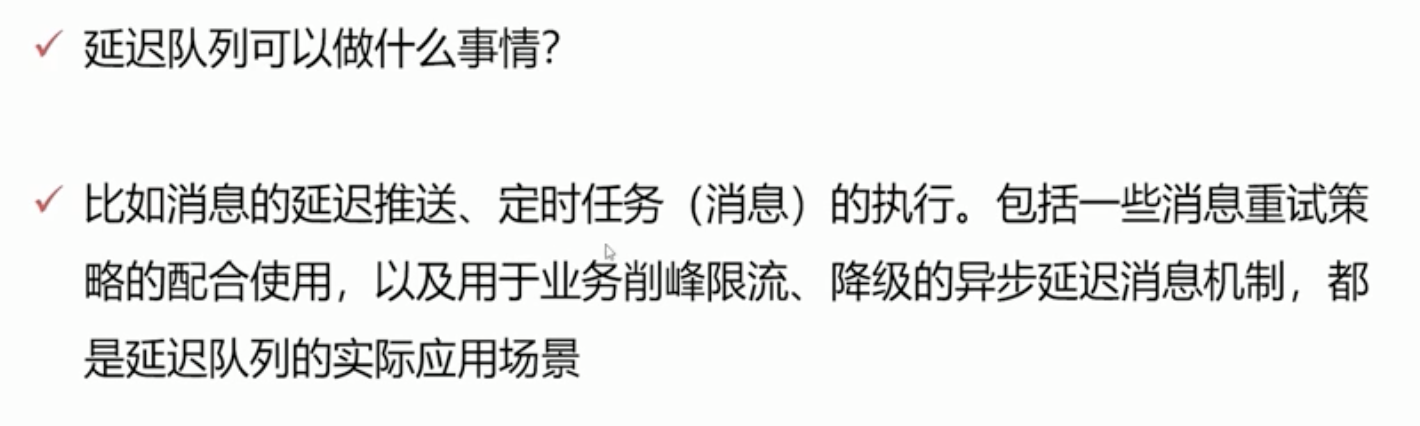 ✓ 延迟队列可以做什么事情?
✓ 比如消息的延迟推送、定时任务（消息）的执行。包括一些消息重试策
略的配合使用，以及用于业务削峰限流、降级的异步延迟消息机制，都
是延迟队列的实际应用场景